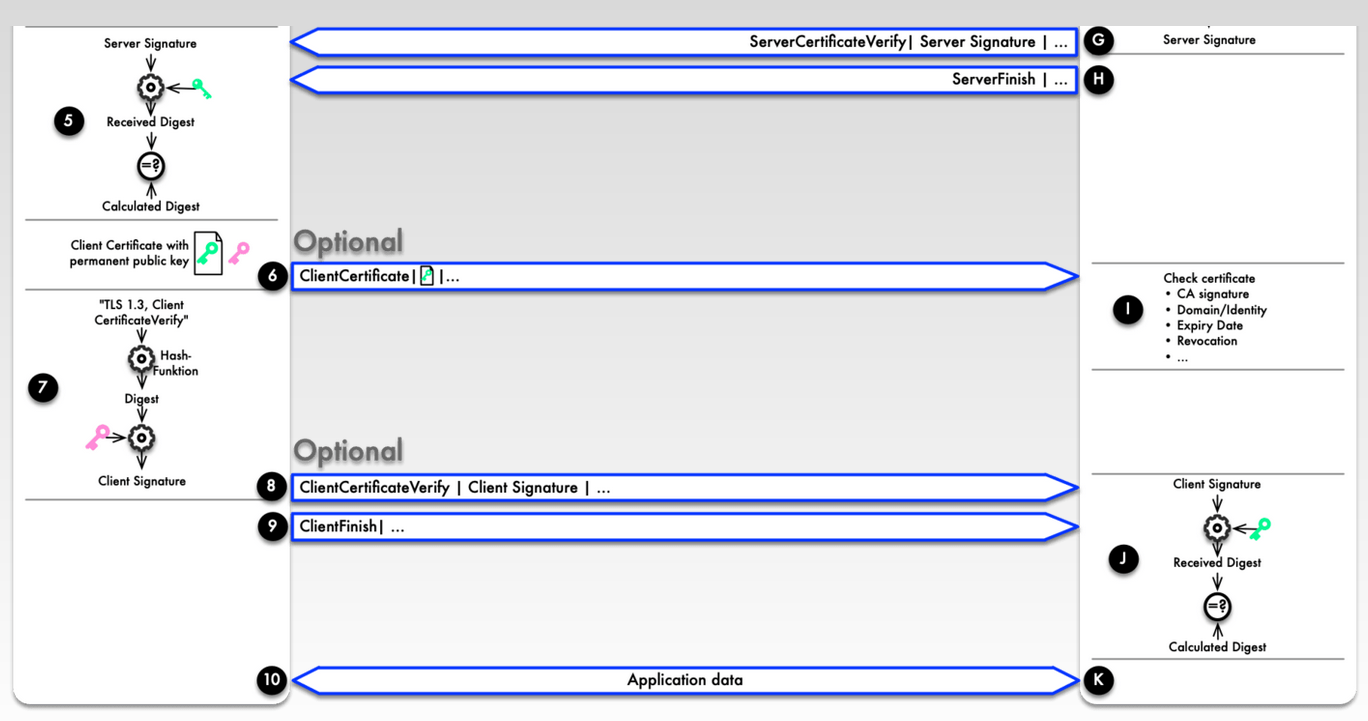 Server Signature
ServerCertificateVerify| Server Signature | ...
G
Server Signature
ServerFinish | ...
H
5
Received Digest
=?
Calculated Digest
Optional
Client Certificate with
permanent public key
6
ClientCertificate| |...
Check certificate
• CA signature
• Domain/Identity
• Expiry Date
• Revocation
• ...
I
"TLS 1.3, Client
CertificateVerify"
Hash-
Funktion
7
Digest
Client Signature
Optional
8
ClientCertificateVerify | Client Signature | ...
9
ClientFinish| ...
Client Signature
J
Received Digest
=?
Calculated Digest
10
Application data
K